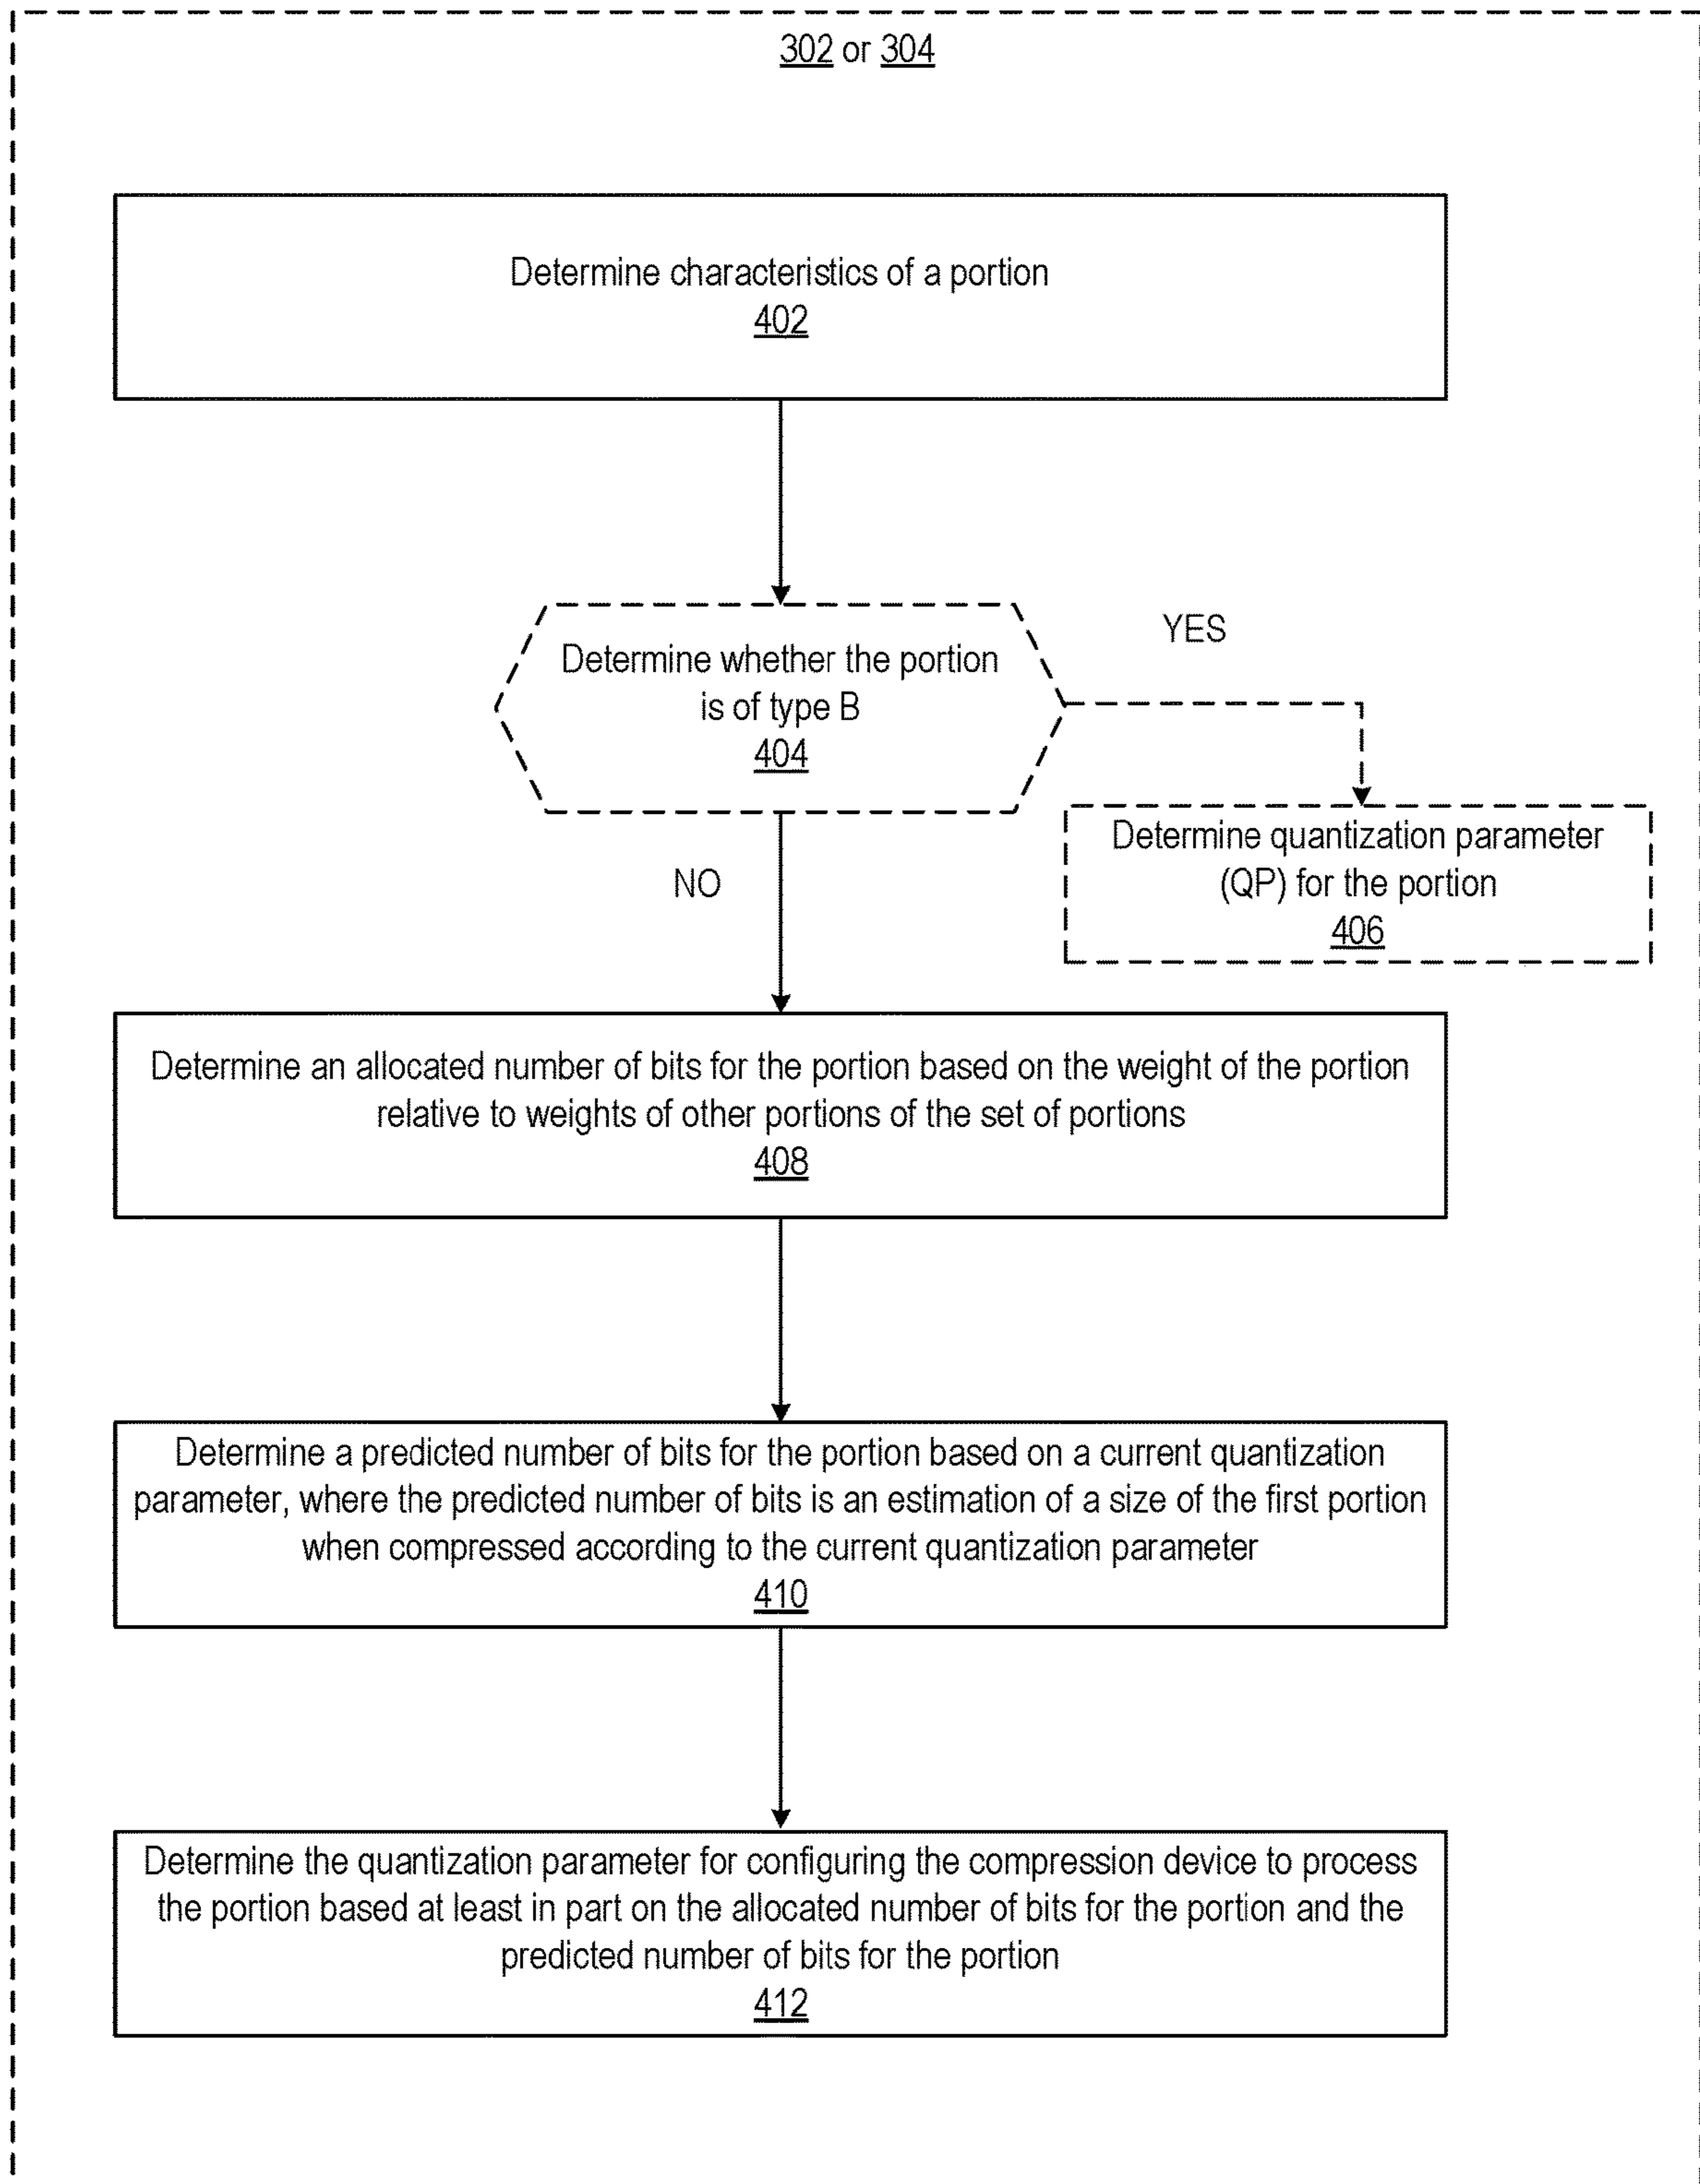 302 or 304
Determine characteristics of a portion
402
Determine whether the portion
is of type B
404
YES
Determine quantization parameter
(QP) for the portion
406
NO
Determine an allocated number of bits for the portion based on the weight of the portion
relative to weights of other portions of the set of portions
408
Determine a predicted number of bits for the portion based on a current quantization
parameter, where the predicted number of bits is an estimation of a size of the first portion
when compressed according to the current quantization parameter
410
Determine the quantization parameter for configuring the compression device to process
the portion based at least in part on the allocated number of bits for the portion and the
predicted number of bits for the portion
412